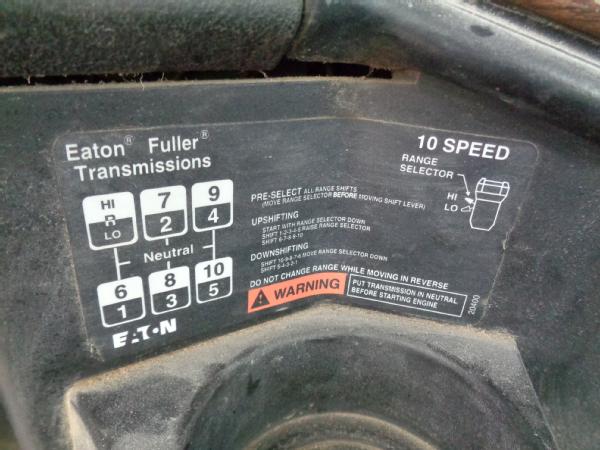 Eaton® Fuller®
Transmissions
10 SPEED
RANGE
SELECTOR
HI
LO
HI
R
LO
7
2
9
4
Neutral
6
1
8
3
10
5
EATON
PRE-SELECT ALL RANGE SHIFTS
(MOVE RANGE SELECTOR BEFORE MOVING SHIFT LEVER)
UPSHIFTING
START WITH RANGE SELECTOR DOWN
SHIFT 1-2-3-4-5 RAISE RANGE SELECTOR
SHIFT 6-7-8-9-10
DOWNSHIFTING
SHIFT 10-9-8-7-6 MOVE RANGE SELECTOR DOWN
SHIFT 5-4-3-2-1
DO NOT CHANGE RANGE WHILE MOVING IN REVERSE
WARNING
PUT TRANSMISSION IN NEUTRAL
BEFORE STARTING ENGINE
20400